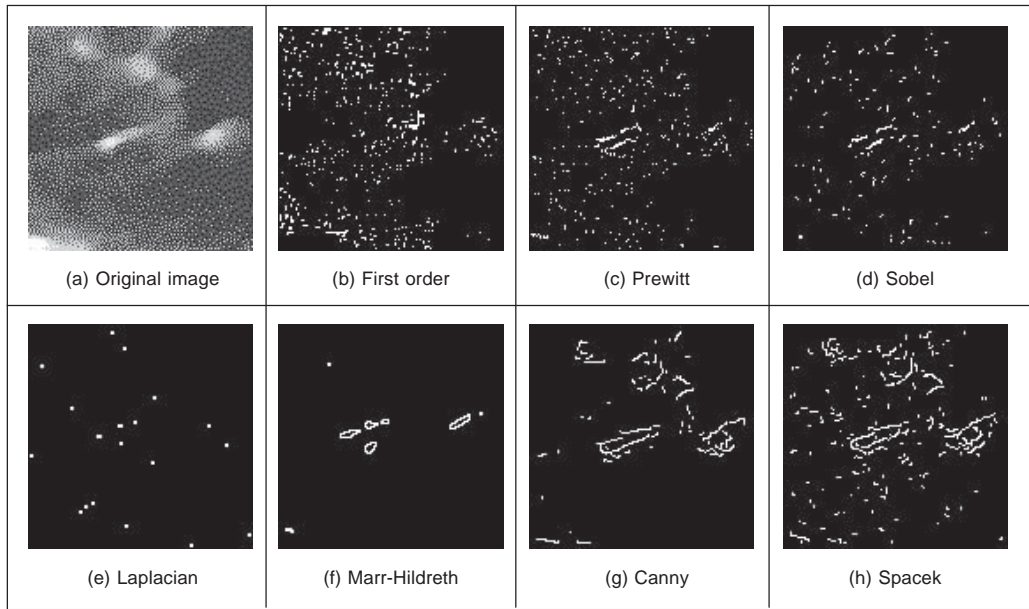 (a) Original image
(b) First order
(c) Prewitt
(d) Sobel
(e) Laplacian
(f) Marr-Hildreth
(g) Canny
(h) Spacek